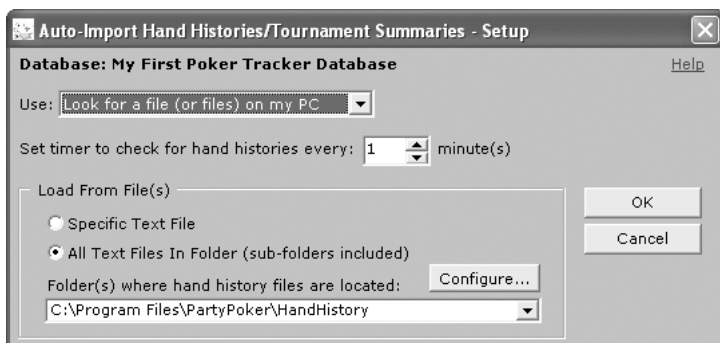 Auto-Import Hand Histories/Tournament Summaries - Setup
Database: My First Poker Tracker Database
Help
Use: Look for a file (or files) on my PC
Set timer to check for hand histories every: 1 minute(s)
Load From File(s)
OK
Specific Text File
Cancel
All Text Files In Folder (sub-folders included)
Folder(s) where hand history files are located:
Configure...
C:\Program Files\PartyPoker\HandHistory